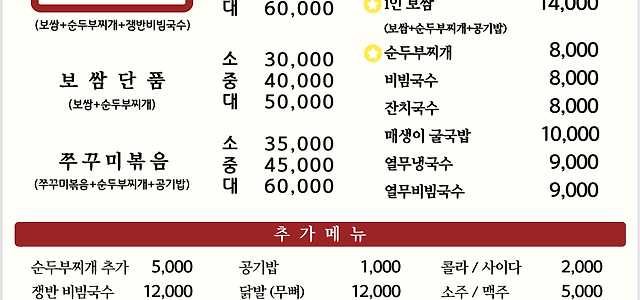 대 60,000
(보쌈+순두부찌개+쟁반비빔국수)
보쌈단품
(보쌈+순두부찌개)
소 30,000
중 40,000
대 50,000
쭈꾸미볶음
(쭈꾸미볶음+순두부찌개+공기밥)
소 35,000
중 45,000
대 60,000
1인 보쌈 14,000
(보쌈+순두부찌개+공기밥)
순두부찌개 8,000
비빔국수 8,000
잔치국수 8,000
매생이 굴국밥 10,000
열무냉국수 9,000
열무비빔국수 9,000
추가메뉴
순두부찌개 추가 5,000
공기밥 1,000
콜라 / 사이다 2,000
쟁반 비빔국수 12,000
닭발 (무뼈) 12,000
소주 / 맥주 5,000